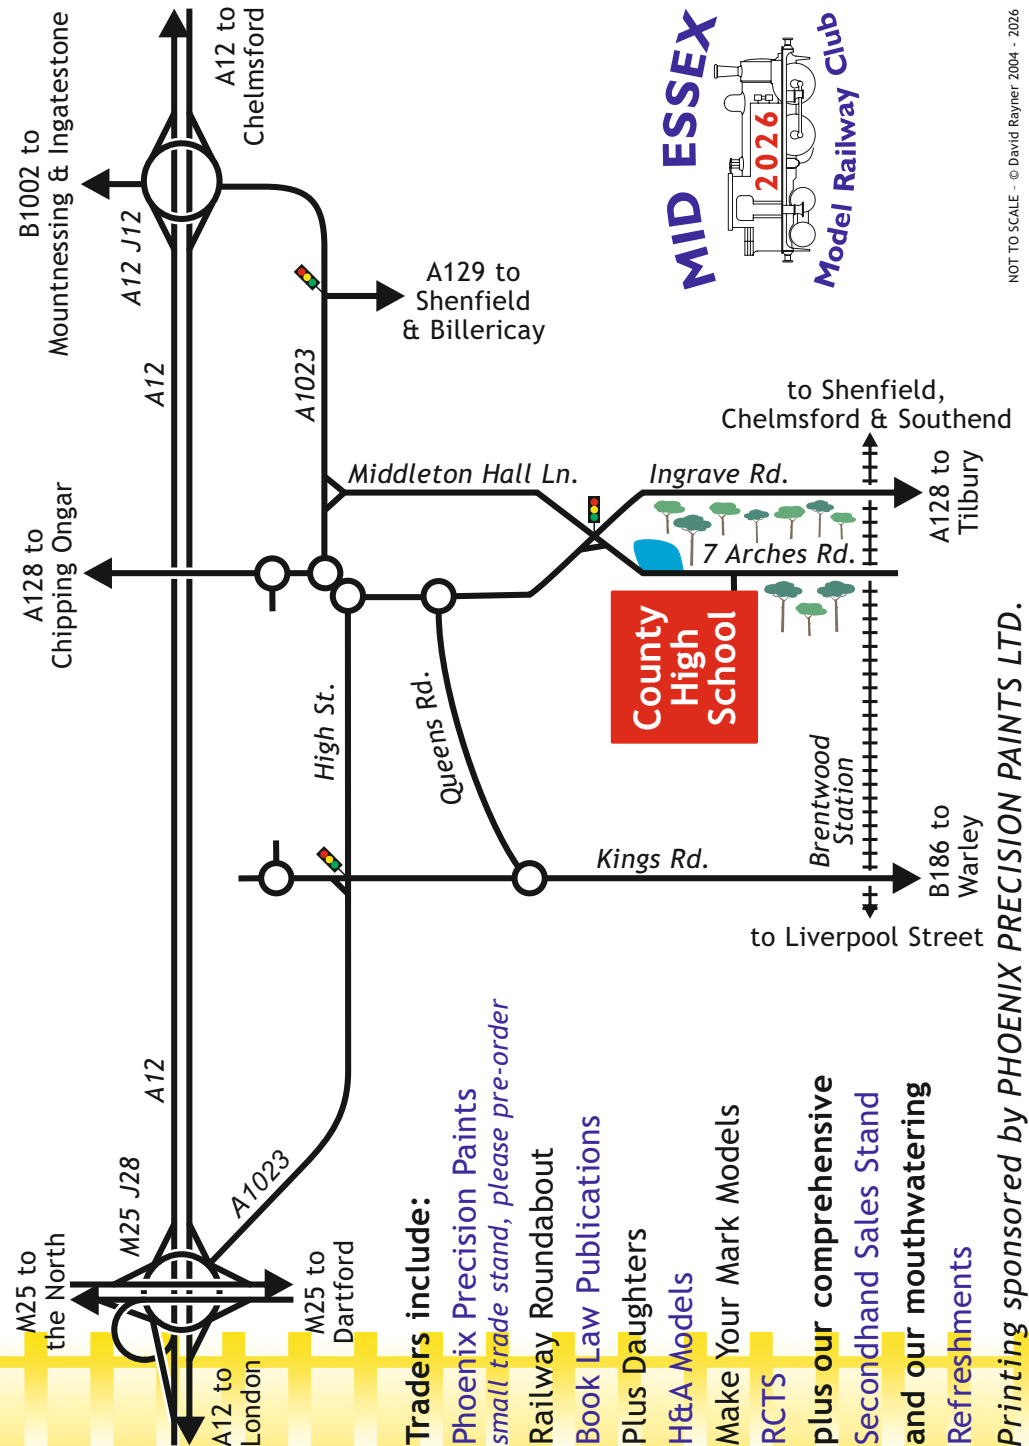 M25 to
the North
M25 J28
A12
A12
A12 J12
B1002 to
Mountnessing & Ingatestone
A12 to
Chelmsford
A12 to
London
M25 to
Dartford
A1023
A128 to
Chipping Ongar
High St.
A1023
A129 to
Shenfield
& Billericay
Queens Rd.
Middleton Hall Ln.
Ingrave Rd.
7 Arches Rd.
Kings Rd.
County
High
School
Brentwood
Station
to Shenfield,
Chelmsford & Southend
A128 to
Tilbury
B186 to
Warley
to Liverpool Street
MID ESSEX
2026
Model Railway Club
Traders include:
Phoenix Precision Paints
small trade stand, please pre-order
Railway Roundabout
Book Law Publications
Plus Daughters
H&A Models
Make Your Mark Models
RCTS
plus our comprehensive
Secondhand Sales Stand
and our mouthwatering
Refreshments
Printing sponsored by PHOENIX PRECISION PAINTS LTD.
NOT TO SCALE - © David Rayner 2004 - 2026